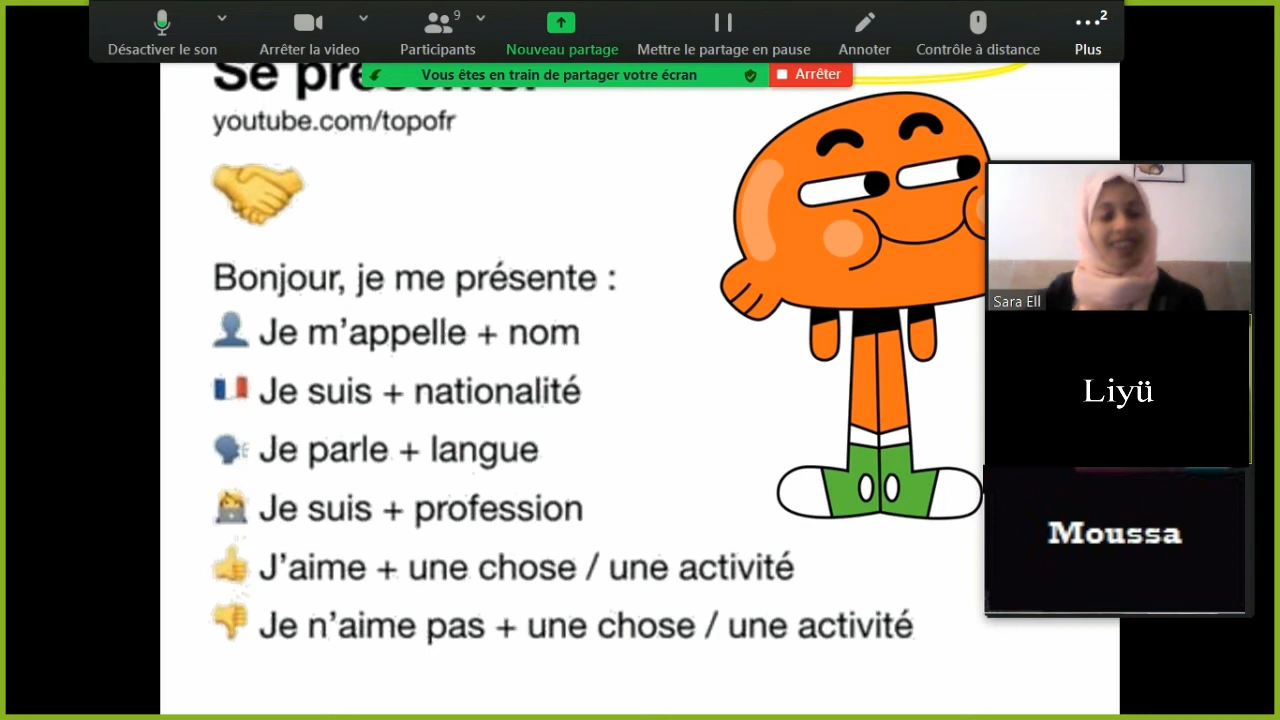 9
2
Désactiver le son
Arrêter la video
Participants
Nouveau partage
Mettre le partage en pause
Annoter
Contrôle à distance
Plus
Vous êtes en train de partager votre écran
Arrêter
youtube.com/topofr
Bonjour, je me présente :
Je m'appelle + nom
Je suis + nationalité
Je parle + langue
Je suis + profession
J'aime + une chose / une activité
Je n'aime pas + une chose / une activité
Sara Ell
Liyü
Moussa